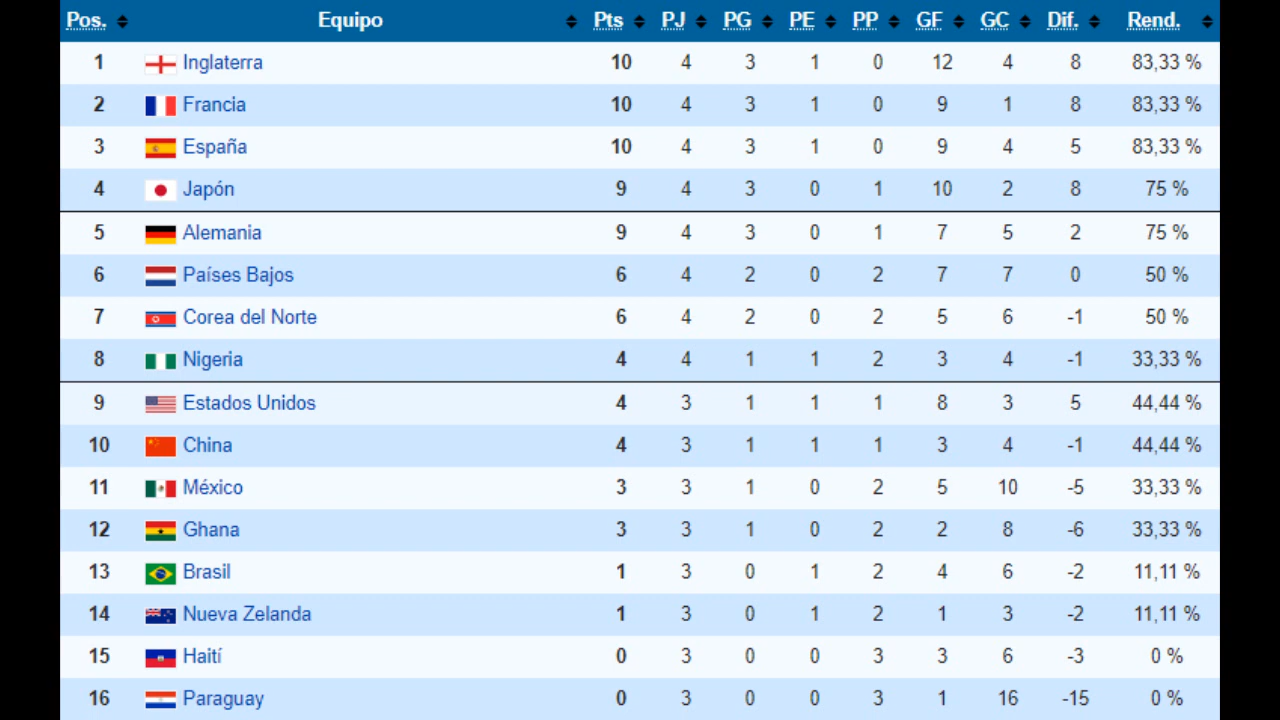 Pos. Equipo Pts PJ PG PE PP GF GC Dif. Rend.
1 Inglaterra 10 4 3 1 0 12 4 8 83,33 %
2 Francia 10 4 3 1 0 9 1 8 83,33 %
3 España 10 4 3 1 0 9 4 5 83,33 %
4 Japón 9 4 3 0 1 10 2 8 75 %
5 Alemania 9 4 3 0 1 7 5 2 75 %
6 Países Bajos 6 4 2 0 2 7 7 0 50 %
7 Corea del Norte 6 4 2 0 2 5 6 -1 50 %
8 Nigeria 4 4 1 1 2 3 4 -1 33,33 %
9 Estados Unidos 4 3 1 1 1 8 3 5 44,44 %
10 China 4 3 1 1 1 3 4 -1 44,44 %
11 México 3 3 1 0 2 5 10 -5 33,33 %
12 Ghana 3 3 1 0 2 2 8 -6 33,33 %
13 Brasil 1 3 0 1 2 4 6 -2 11,11 %
14 Nueva Zelanda 1 3 0 1 2 1 3 -2 11,11 %
15 Haití 0 3 0 0 3 3 6 -3 0 %
16 Paraguay 0 3 0 0 3 1 16 -15 0 %